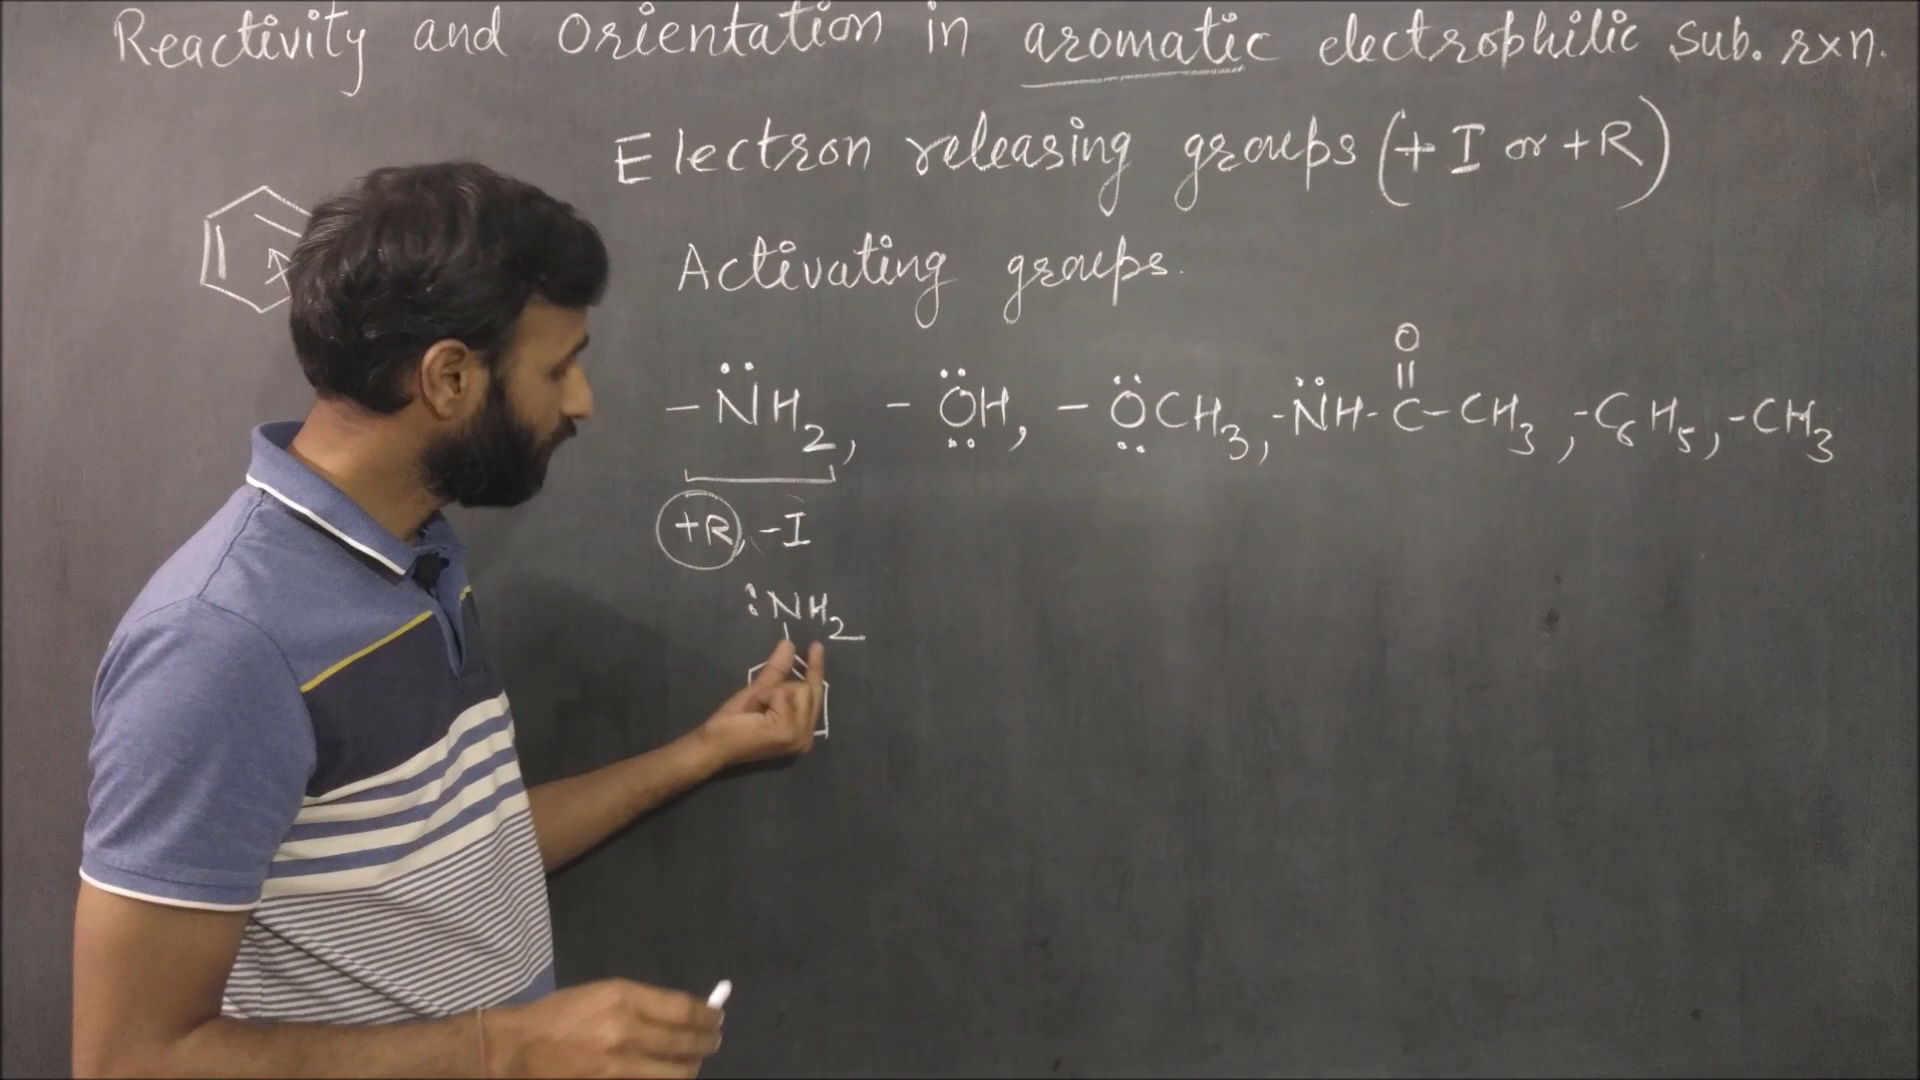 Reactivity and Orientation in aromatic electrophilic sub. rxn.
Electron releasing groups (+I or +R)
Activating groups.
O
||
-N̈H₂, -ÖH, -ÖCH₃, -N̈H-C-CH₃, -C₆H₅, -CH₃
+R, -I
:NH₂